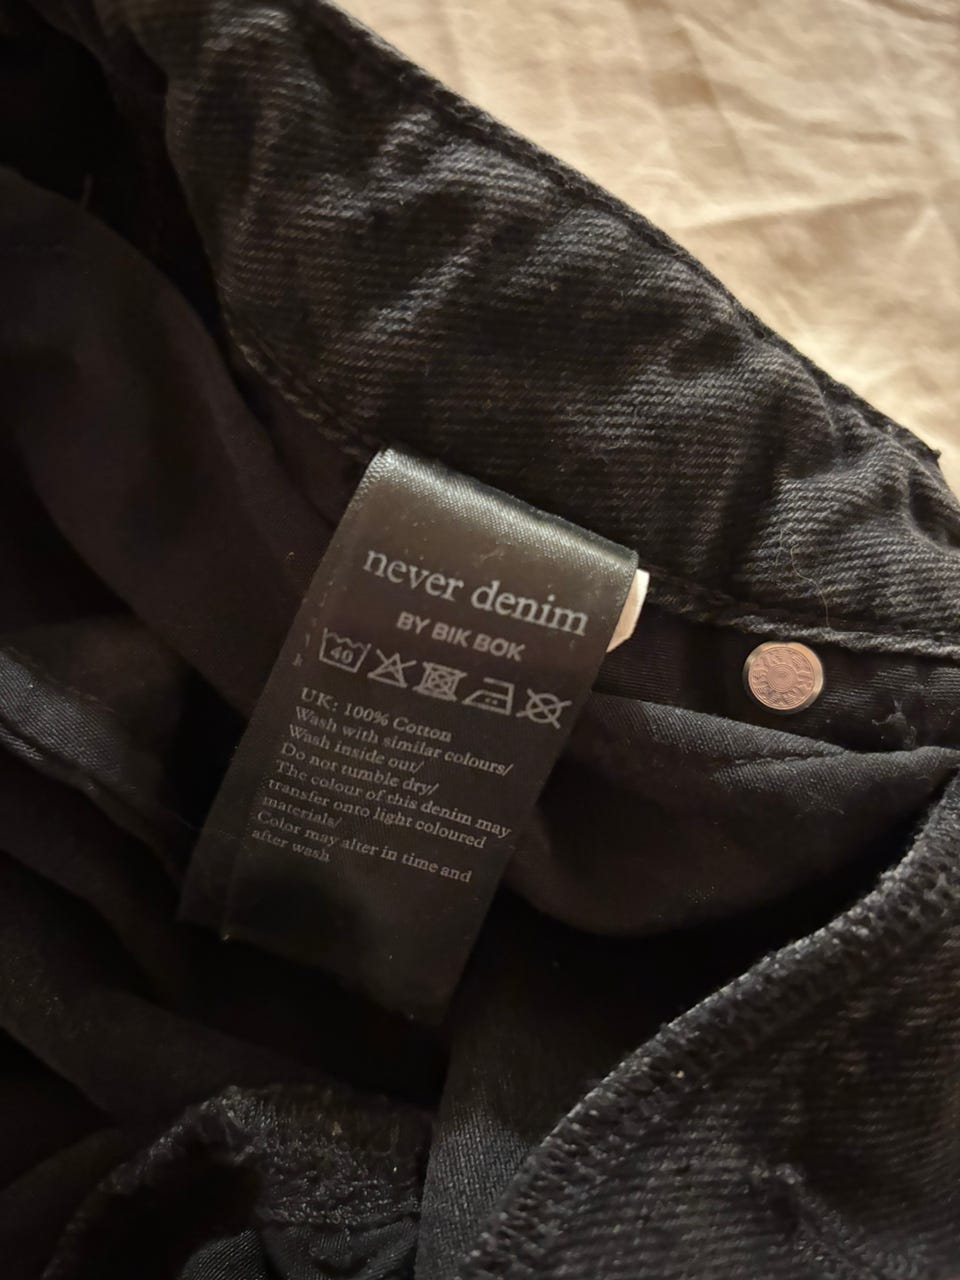 never denim
BY BIK BOK
40
UK: 100% Cotton
Wash with similar colours/
Wash inside out/
Do not tumble dry/
The colour of this denim may
transfer onto light coloured
materials/
Color may alter in time and
after wash